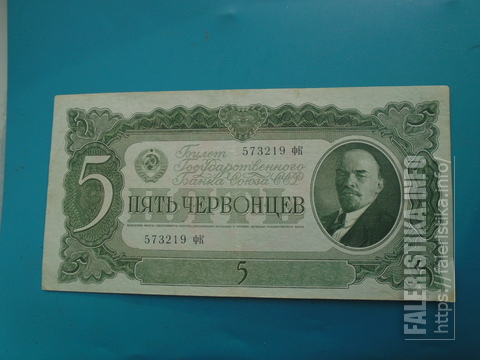 573219 ФК
Билет
Государственного
Банка Союза ССР
5
ПЯТЬ ЧЕРВОНЦЕВ
573219 ФК
5
FALERISTIKA.INFO
https://faleristika.info/